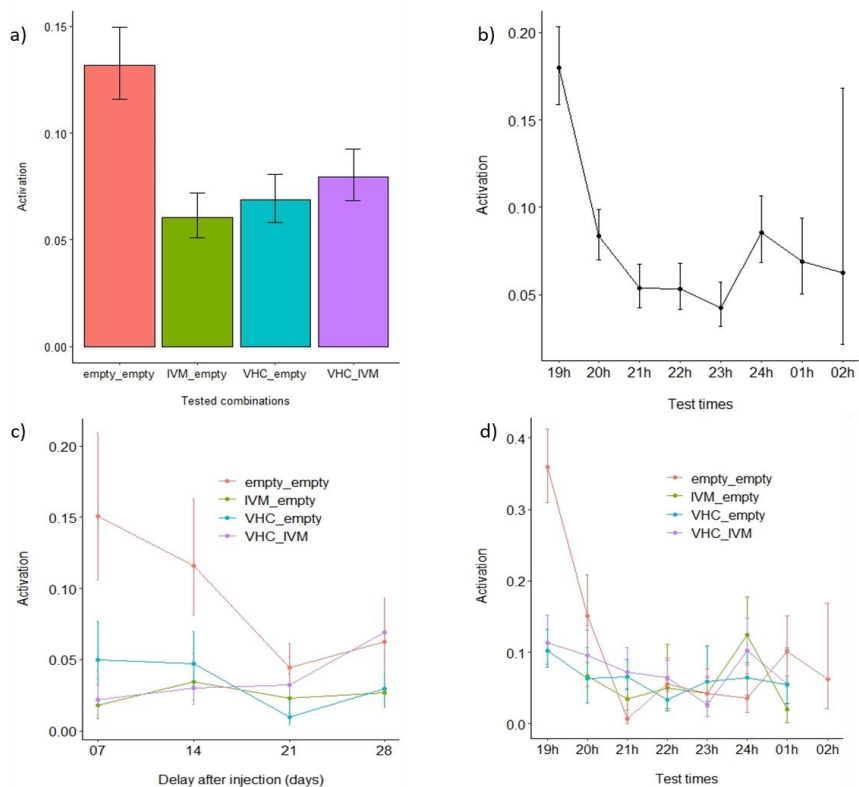 a)
0.15
0.10
0.05
0.00
Activation
empty_empty IVM_empty VHC_empty VHC_IVM
Tested combinations
b)
0.20
0.15
0.10
0.05
Activation
19h 20h 21h 22h 23h 24h 01h 02h
Test times
c)
0.20
0.15
0.10
0.05
0.00
Activation
empty_empty
IVM_empty
VHC_empty
VHC_IVM
07 14 21 28
Delay after injection (days)
d)
0.4
0.3
0.2
0.1
0.0
Activation
empty_empty
IVM_empty
VHC_empty
VHC_IVM
19h 20h 21h 22h 23h 24h 01h 02h
Test times